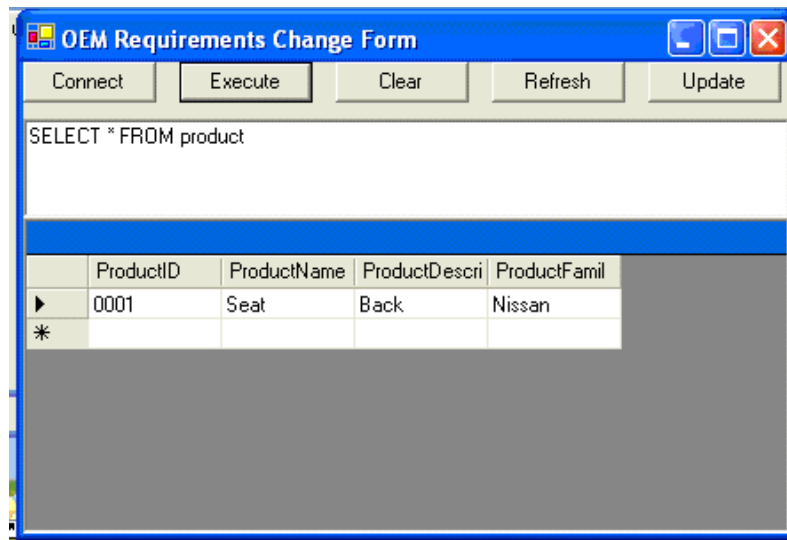 OEM Requirements Change Form
Connect Execute Clear Refresh Update
SELECT * FROM product
ProductID ProductName ProductDescri ProductFamil
0001 Seat Back Nissan